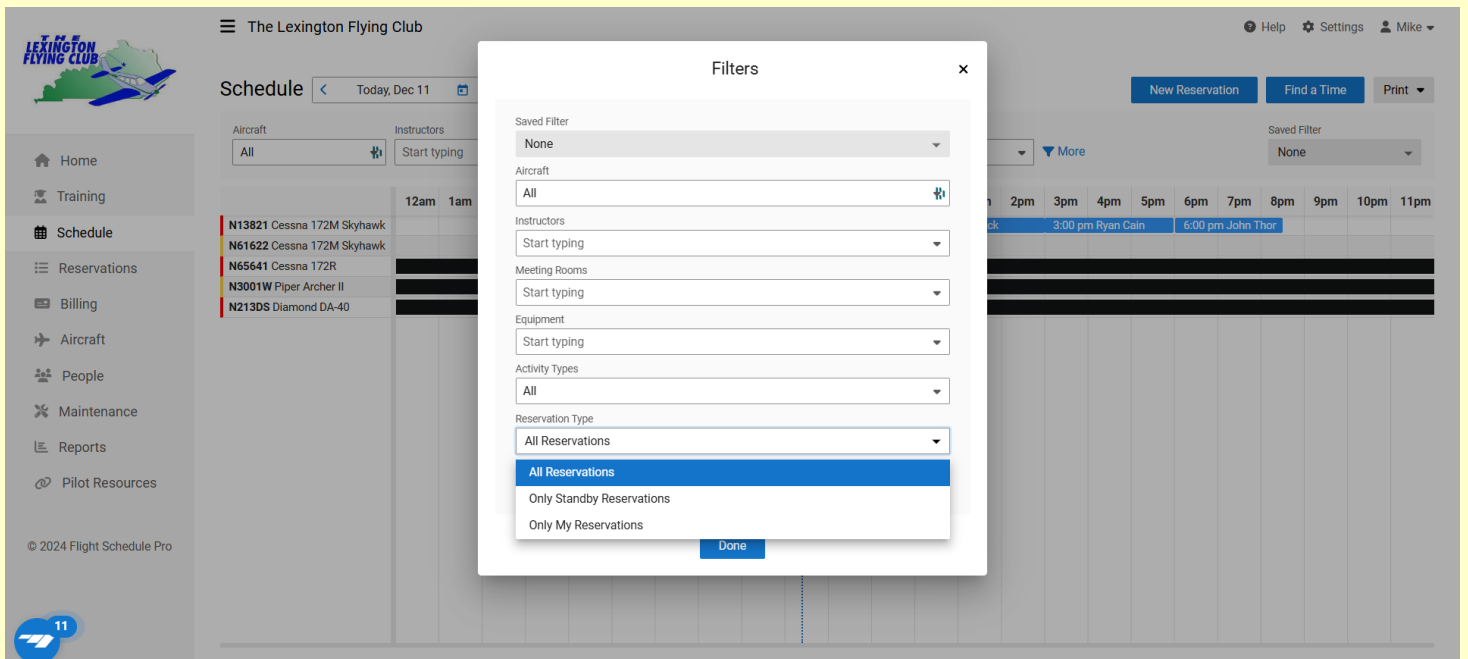 THE
LEXINGTON
FLYING CLUB
The Lexington Flying Club
Help Settings Mike
Schedule Today, Dec 11
New Reservation Find a Time Print
Aircraft Instructors Saved Filter
All Start typing More None
Home
Training
Schedule
Reservations
Billing
Aircraft
People
Maintenance
Reports
Pilot Resources
© 2024 Flight Schedule Pro
11
12am 1am 2pm 3pm 4pm 5pm 6pm 7pm 8pm 9pm 10pm 11pm
N13821 Cessna 172M Skyhawk ck 3:00 pm Ryan Cain 6:00 pm John Thor
N61622 Cessna 172M Skyhawk
N65641 Cessna 172R
N3001W Piper Archer II
N213DS Diamond DA-40
Filters
Saved Filter
None
Aircraft
All
Instructors
Start typing
Meeting Rooms
Start typing
Equipment
Start typing
Activity Types
All
Reservation Type
All Reservations
All Reservations
Only Standby Reservations
Only My Reservations
Done